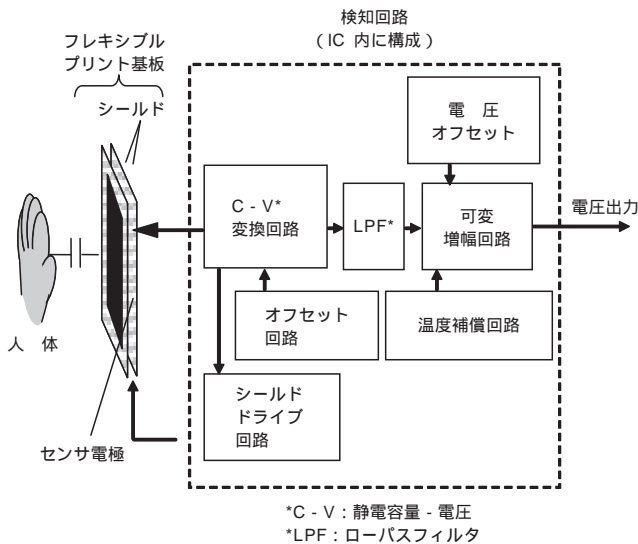 検知回路
（IC 内に構成）
フレキシブル
プリント基板
シールド
電 圧
オフセット
C - V*
変換回路
LPF*
可変
増幅回路
電圧出力
オフセット
回路
温度補償回路
人 体
シールド
ドライブ
回路
センサ電極
*C - V：静電容量 - 電圧
*LPF：ローパスフィルタ